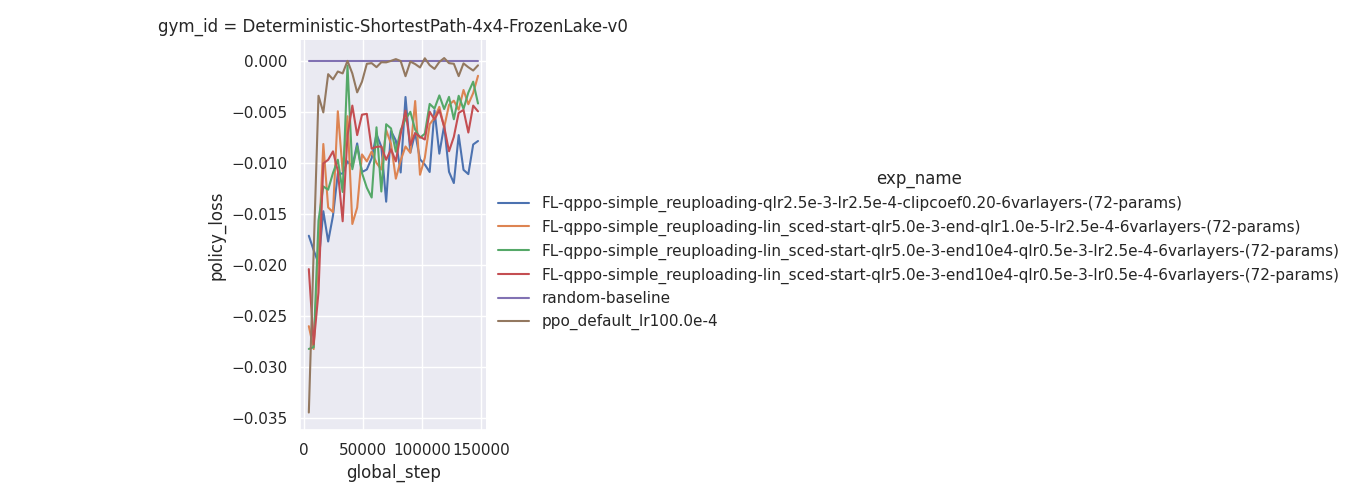 gym_id = Deterministic-ShortestPath-4x4-FrozenLake-v0
0.000
−0.005
−0.010
−0.015
−0.020
−0.025
−0.030
−0.035
policy_loss
0 50000 100000 150000
global_step
exp_name
FL-qppo-simple_reuploading-qlr2.5e-3-lr2.5e-4-clipcoef0.20-6varlayers-(72-params)
FL-qppo-simple_reuploading-lin_sced-start-qlr5.0e-3-end-qlr1.0e-5-lr2.5e-4-6varlayers-(72-params)
FL-qppo-simple_reuploading-lin_sced-start-qlr5.0e-3-end10e4-qlr0.5e-3-lr2.5e-4-6varlayers-(72-params)
FL-qppo-simple_reuploading-lin_sced-start-qlr5.0e-3-end10e4-qlr0.5e-3-lr0.5e-4-6varlayers-(72-params)
random-baseline
ppo_default_lr100.0e-4